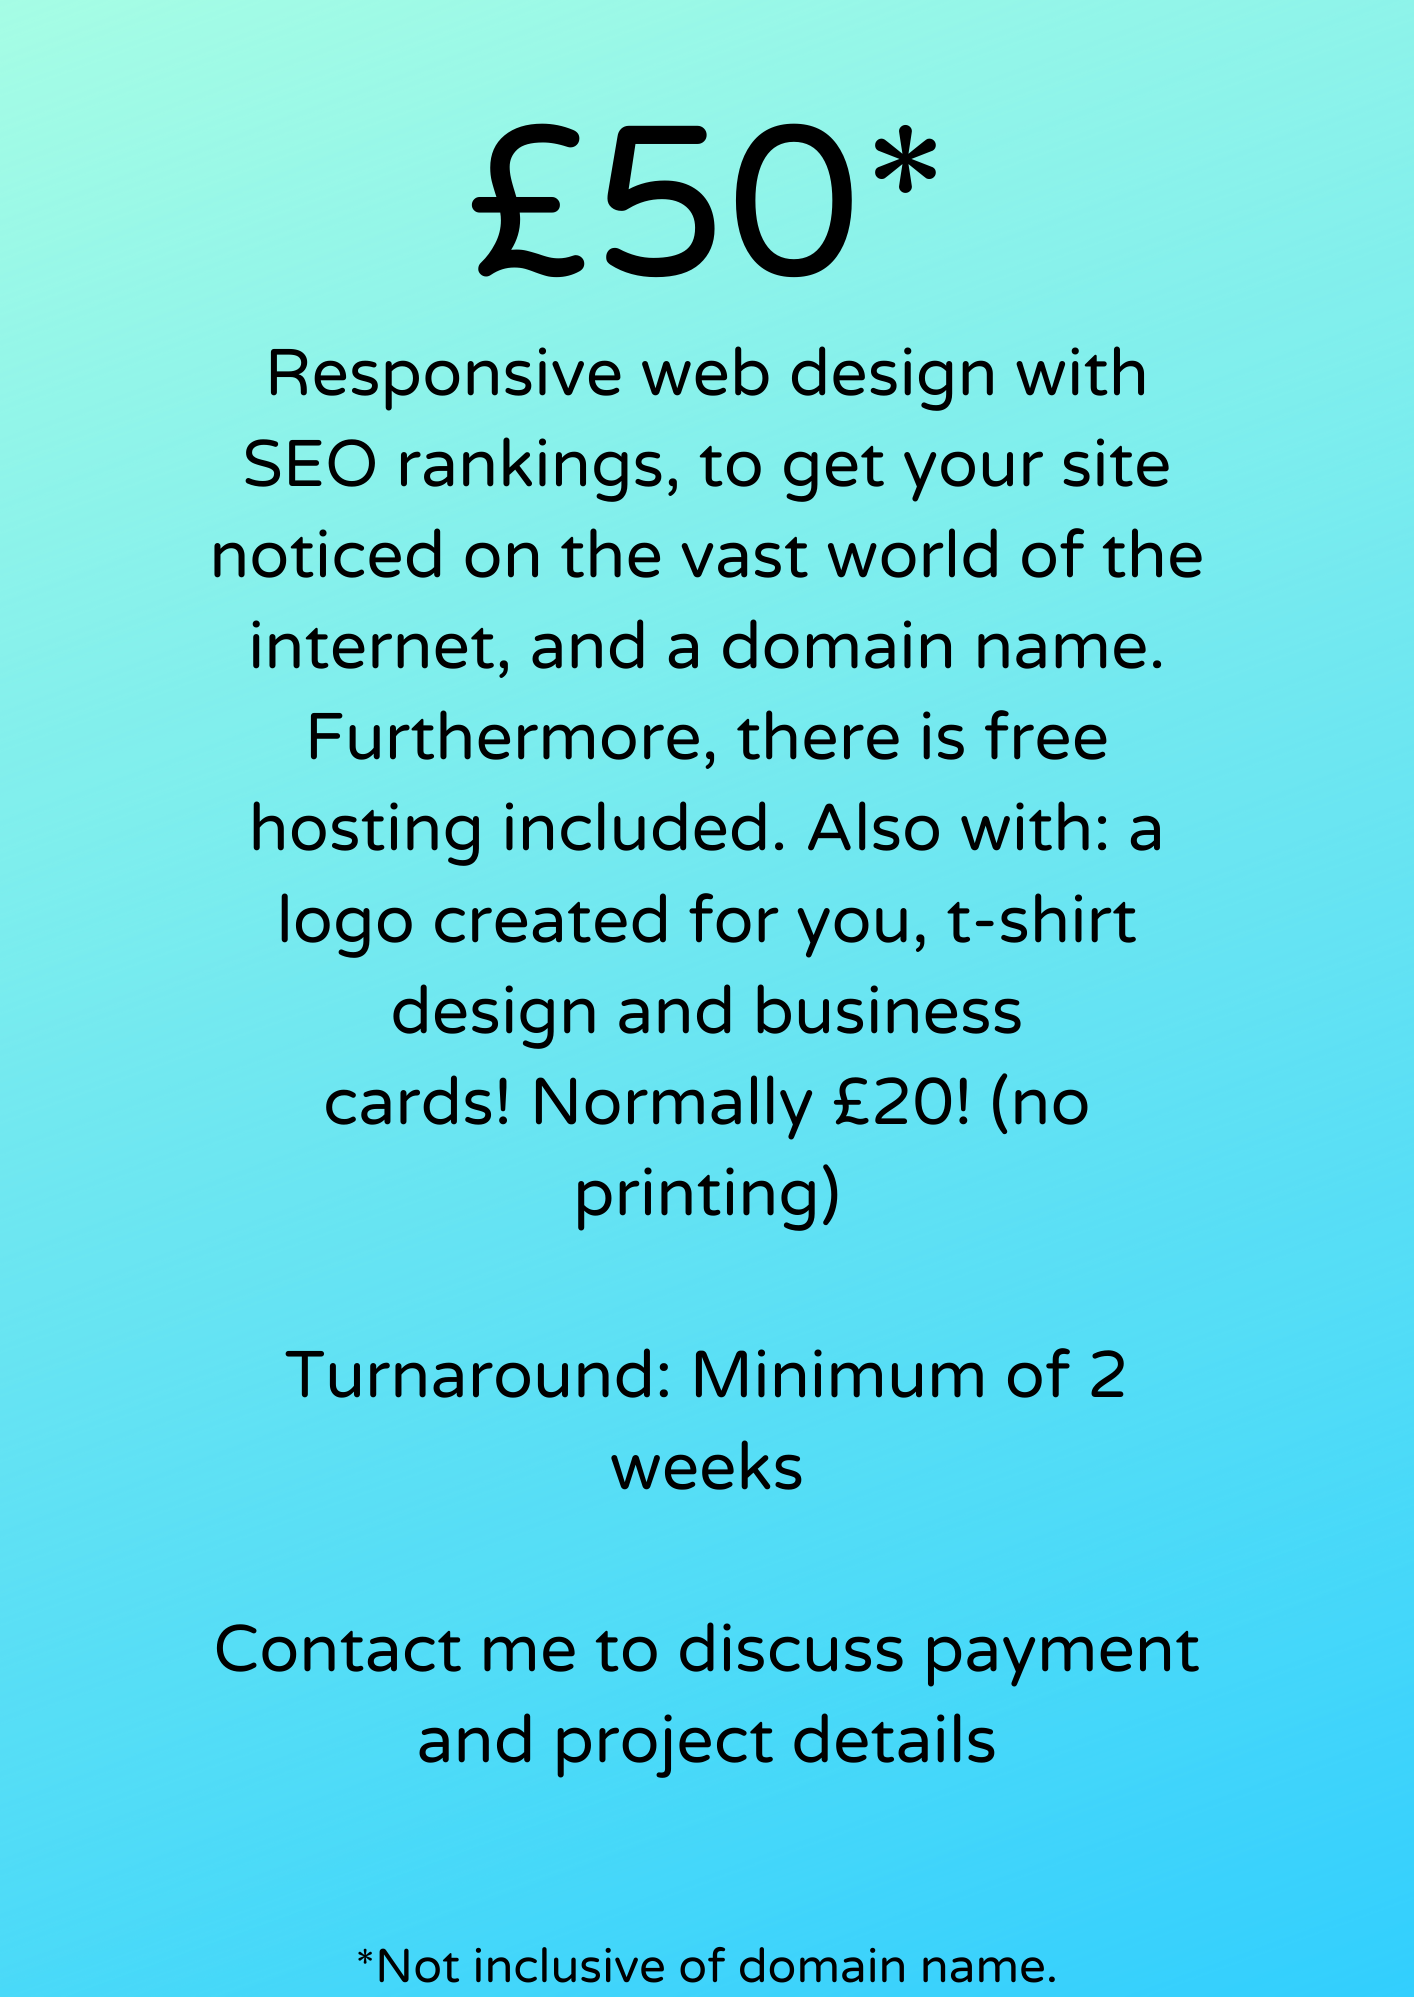 £50*
Responsive web design with
SEO rankings, to get your site
noticed on the vast world of the
internet, and a domain name.
Furthermore, there is free
hosting included. Also with: a
logo created for you, t-shirt
design and business
cards! Normally £20! (no
printing)
Turnaround: Minimum of 2
weeks
Contact me to discuss payment
and project details
*Not inclusive of domain name.